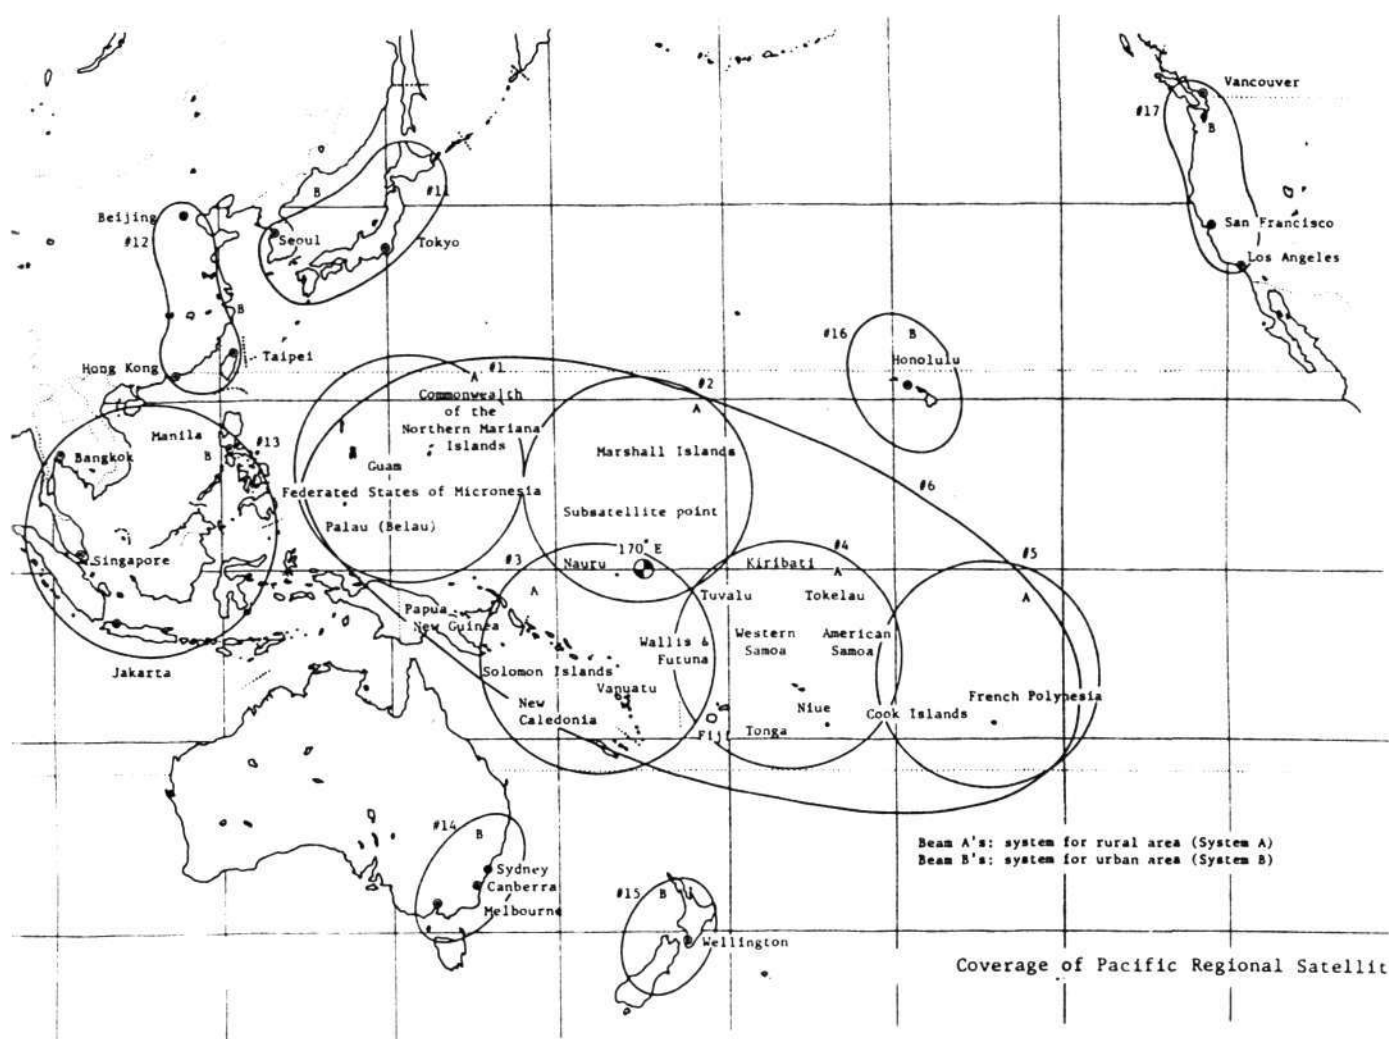 Vancouver
#17
B
B
#11
Beijing
#12
Seoul
Tokyo
San Francisco
Los Angeles
B
#16
B
Taipei
Honolulu
Hong Kong
#1
A
#2
A
Commonwealth
of the
Northern Mariana
Islands
Manila
#13
Bangkok
B
Guam
Marshall Islands
#6
Federated States of Micronesia
Subsatellite point
Palau (Belau)
170°E
#3
Nauru
Singapore
Kiribati
#4
A
#5
A
A
Tuvalu
Tokelau
Papua
New Guinea
Western
Samoa
American
Samoa
Wallis &
Futuna
Jakarta
Solomon Islands
Vanuatu
New
Caledonia
Niue
French Polynesia
Cook Islands
Fiji
Tonga
#14
B
Beam A's: system for rural area (System A)
Beam B's: system for urban area (System B)
Sydney
Canberra
Melbourne
#15
B
Wellington
Coverage of Pacific Regional Satellit